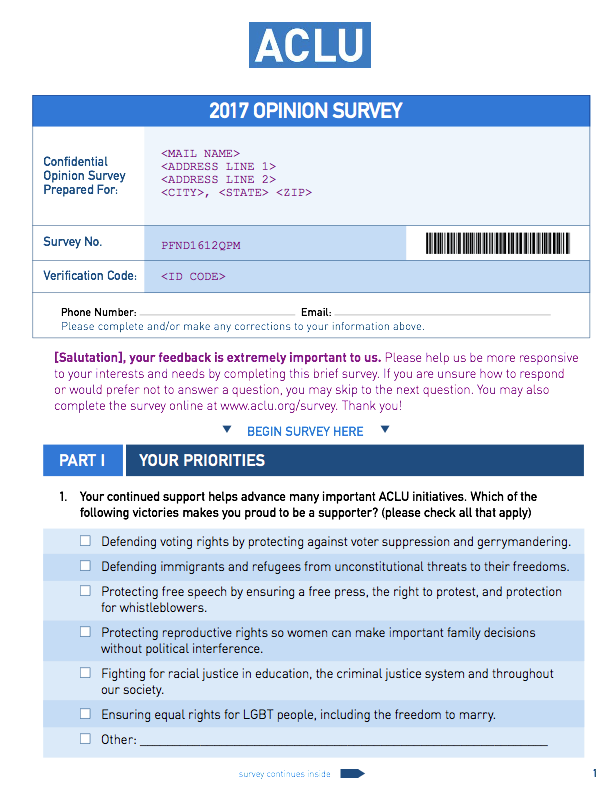 ACLU
2017 OPINION SURVEY
Confidential
Opinion Survey
Prepared For:
<MAIL NAME>
<ADDRESS LINE 1>
<ADDRESS LINE 2>
<CITY>, <STATE> <ZIP>
Survey No.
PFND1612QPM
Verification Code:
<ID CODE>
Phone Number: Email:
Please complete and/or make any corrections to your information above.
[Salutation], your feedback is extremely important to us. Please help us be more responsive
to your interests and needs by completing this brief survey. If you are unsure how to respond
or would prefer not to answer a question, you may skip to the next question. You may also
complete the survey online at www.aclu.org/survey. Thank you!
BEGIN SURVEY HERE
PART I YOUR PRIORITIES
1. Your continued support helps advance many important ACLU initiatives. Which of the
following victories makes you proud to be a supporter? (please check all that apply)
Defending voting rights by protecting against voter suppression and gerrymandering.
Defending immigrants and refugees from unconstitutional threats to their freedoms.
Protecting free speech by ensuring a free press, the right to protest, and protection
for whistleblowers.
Protecting reproductive rights so women can make important family decisions
without political interference.
Fighting for racial justice in education, the criminal justice system and throughout
our society.
Ensuring equal rights for LGBT people, including the freedom to marry.
Other:
survey continues inside
1